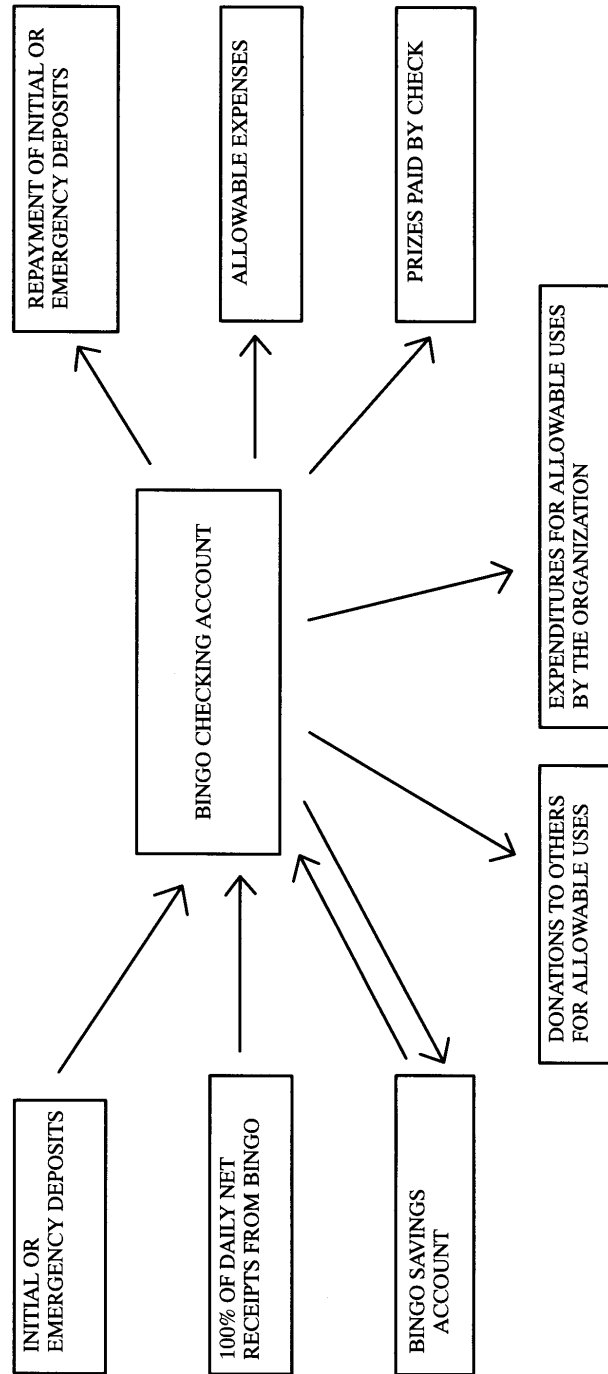 INITIAL OR
EMERGENCY DEPOSITS
100% OF DAILY NET
RECEIPTS FROM BINGO
BINGO SAVINGS
ACCOUNT
BINGO CHECKING ACCOUNT
REPAYMENT OF INITIAL OR
EMERGENCY DEPOSITS
ALLOWABLE EXPENSES
PRIZES PAID BY CHECK
DONATIONS TO OTHERS
FOR ALLOWABLE USES
EXPENDITURES FOR ALLOWABLE USES
BY THE ORGANIZATION